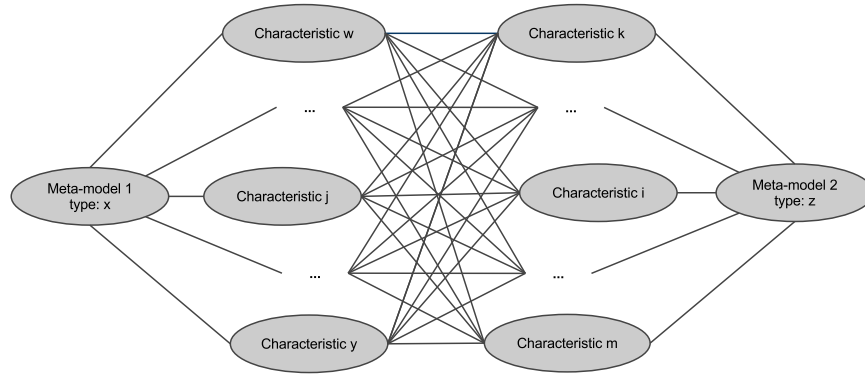 Characteristic w
Characteristic k
...
...
Meta-model 1
type: x
Characteristic j
Characteristic i
Meta-model 2
type: z
...
...
Characteristic y
Characteristic m